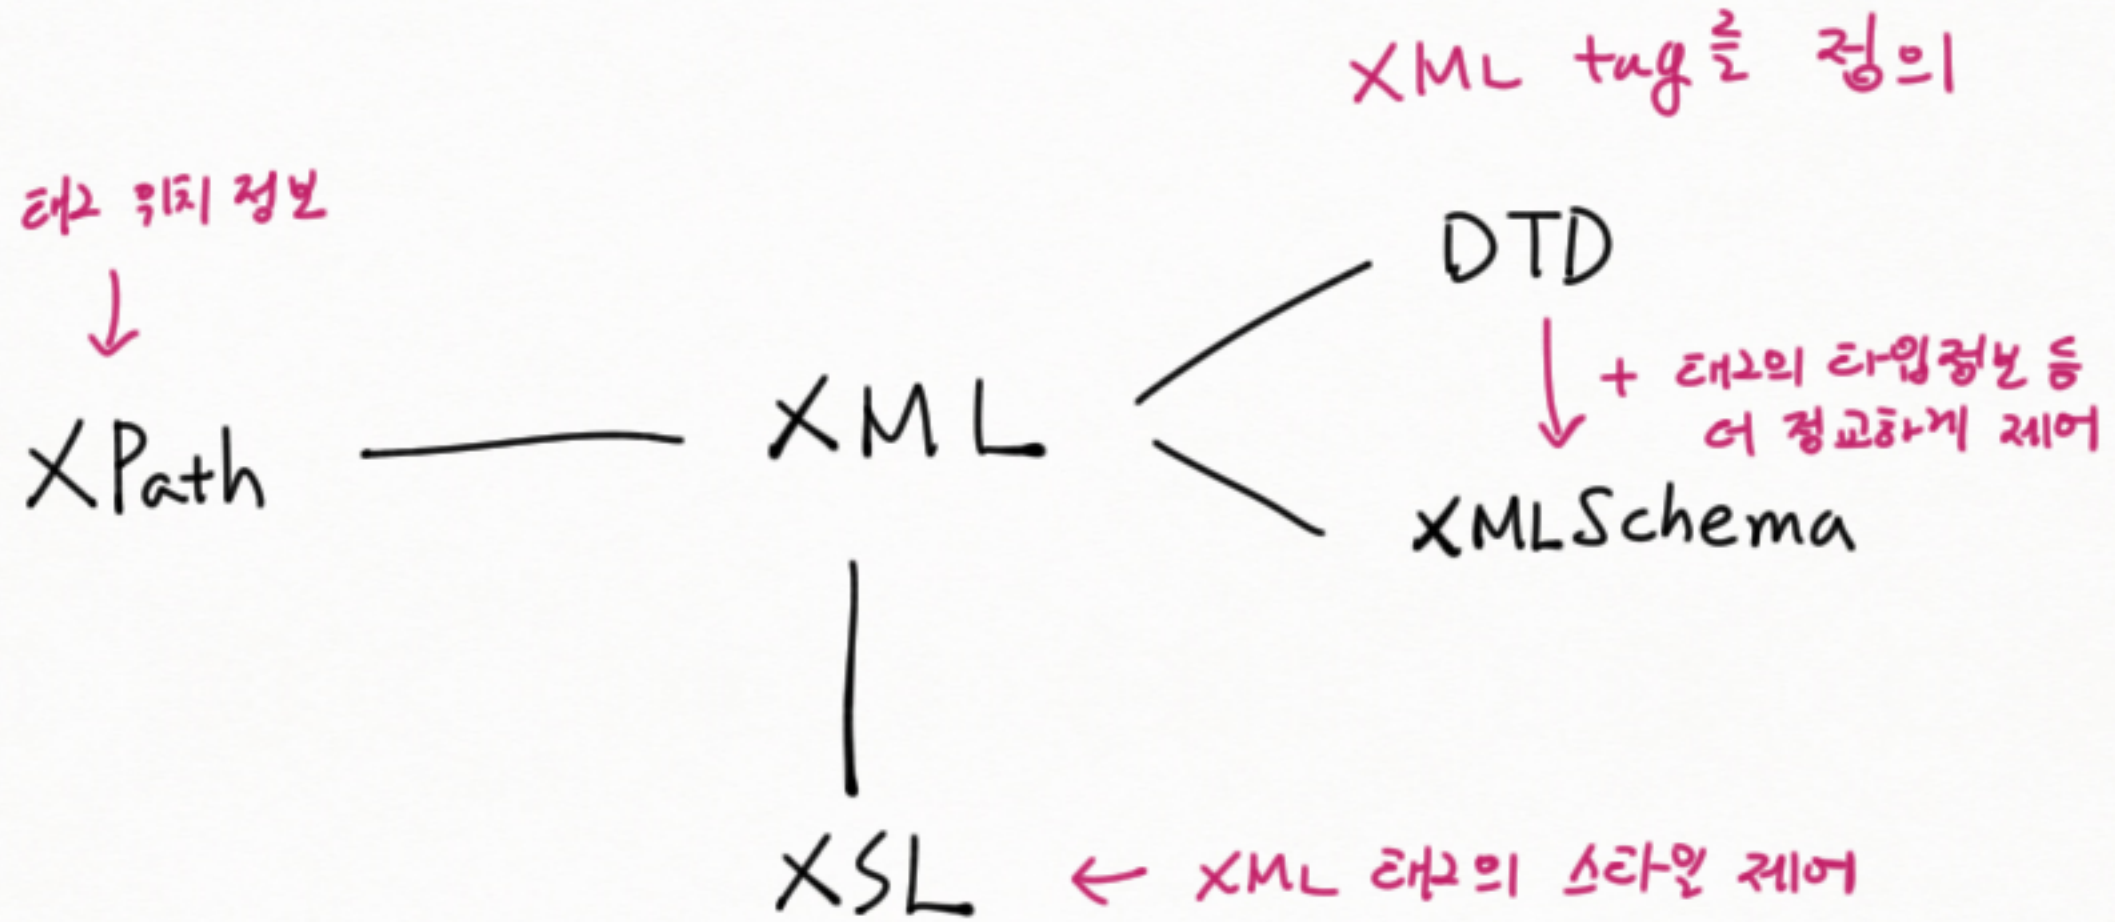 XML tag를 정의
태그 위치 정보
DTD
+ 태그의 타입정보 등
더 정교하게 제어
XPath
XML
XMLSchema
XSL
← XML 태그의 스타일 제어